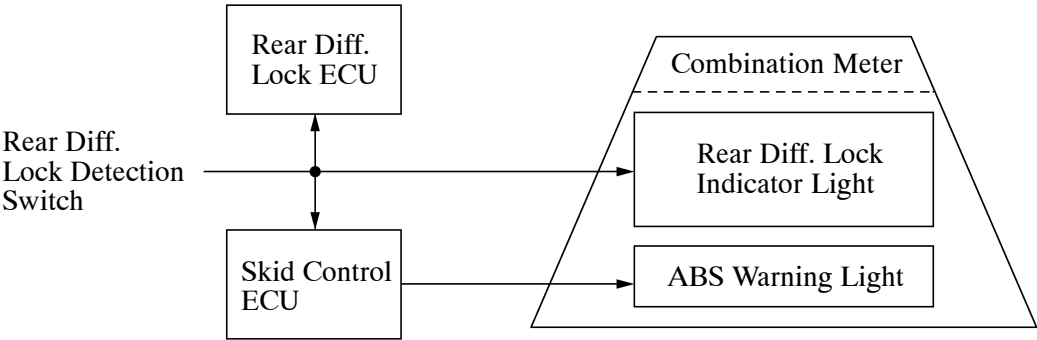 Rear Diff.
Lock ECU
Combination Meter
Rear Diff.
Lock Detection
Switch
Rear Diff. Lock
Indicator Light
Skid Control
ECU
ABS Warning Light